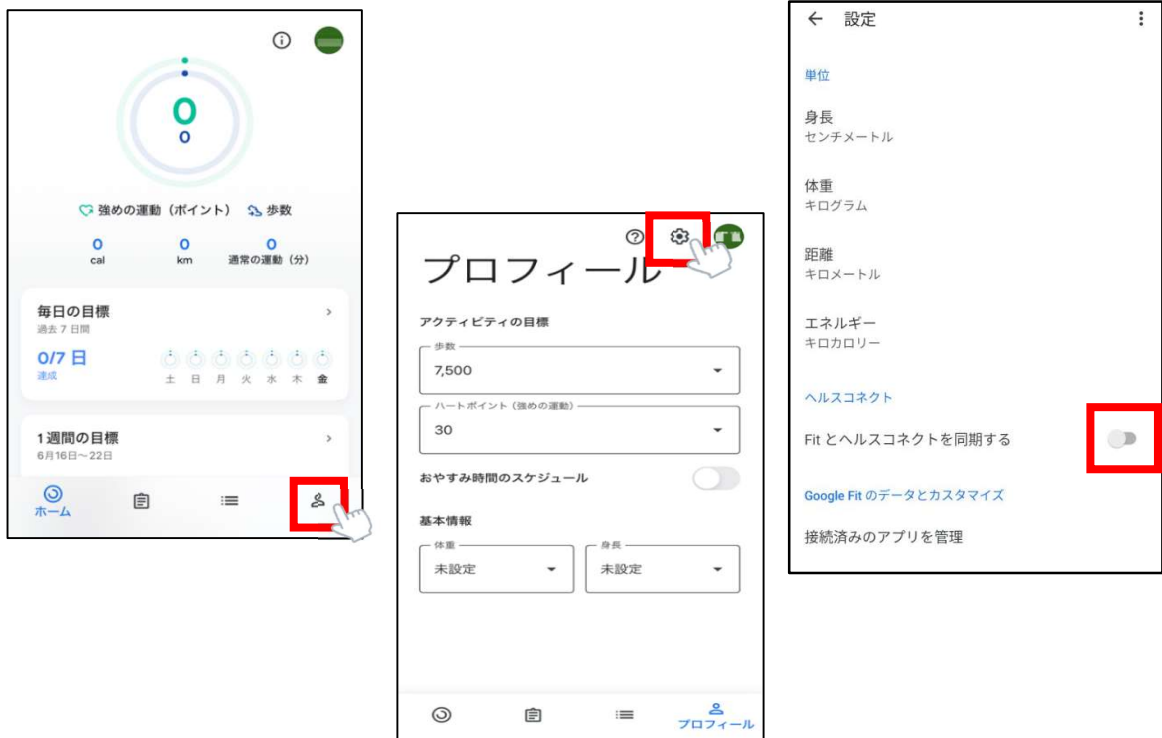 0
0
強めの運動（ポイント） 歩数
0 0 0
cal km 通常の運動（分）
毎日の目標
過去 7 日間
0/7 日
達成
土 日 月 火 水 木 金
1週間の目標
6月16日～22日
ホーム
プロフィール
アクティビティの目標
歩数
7,500
ハートポイント（強めの運動）
30
おやすみ時間のスケジュール
基本情報
体重 身長
未設定 未設定
プロフィール
設定
単位
身長
センチメートル
体重
キログラム
距離
キロメートル
エネルギー
キロカロリー
ヘルスコネクト
Fit とヘルスコネクトを同期する
Google Fit のデータとカスタマイズ
接続済みのアプリを管理